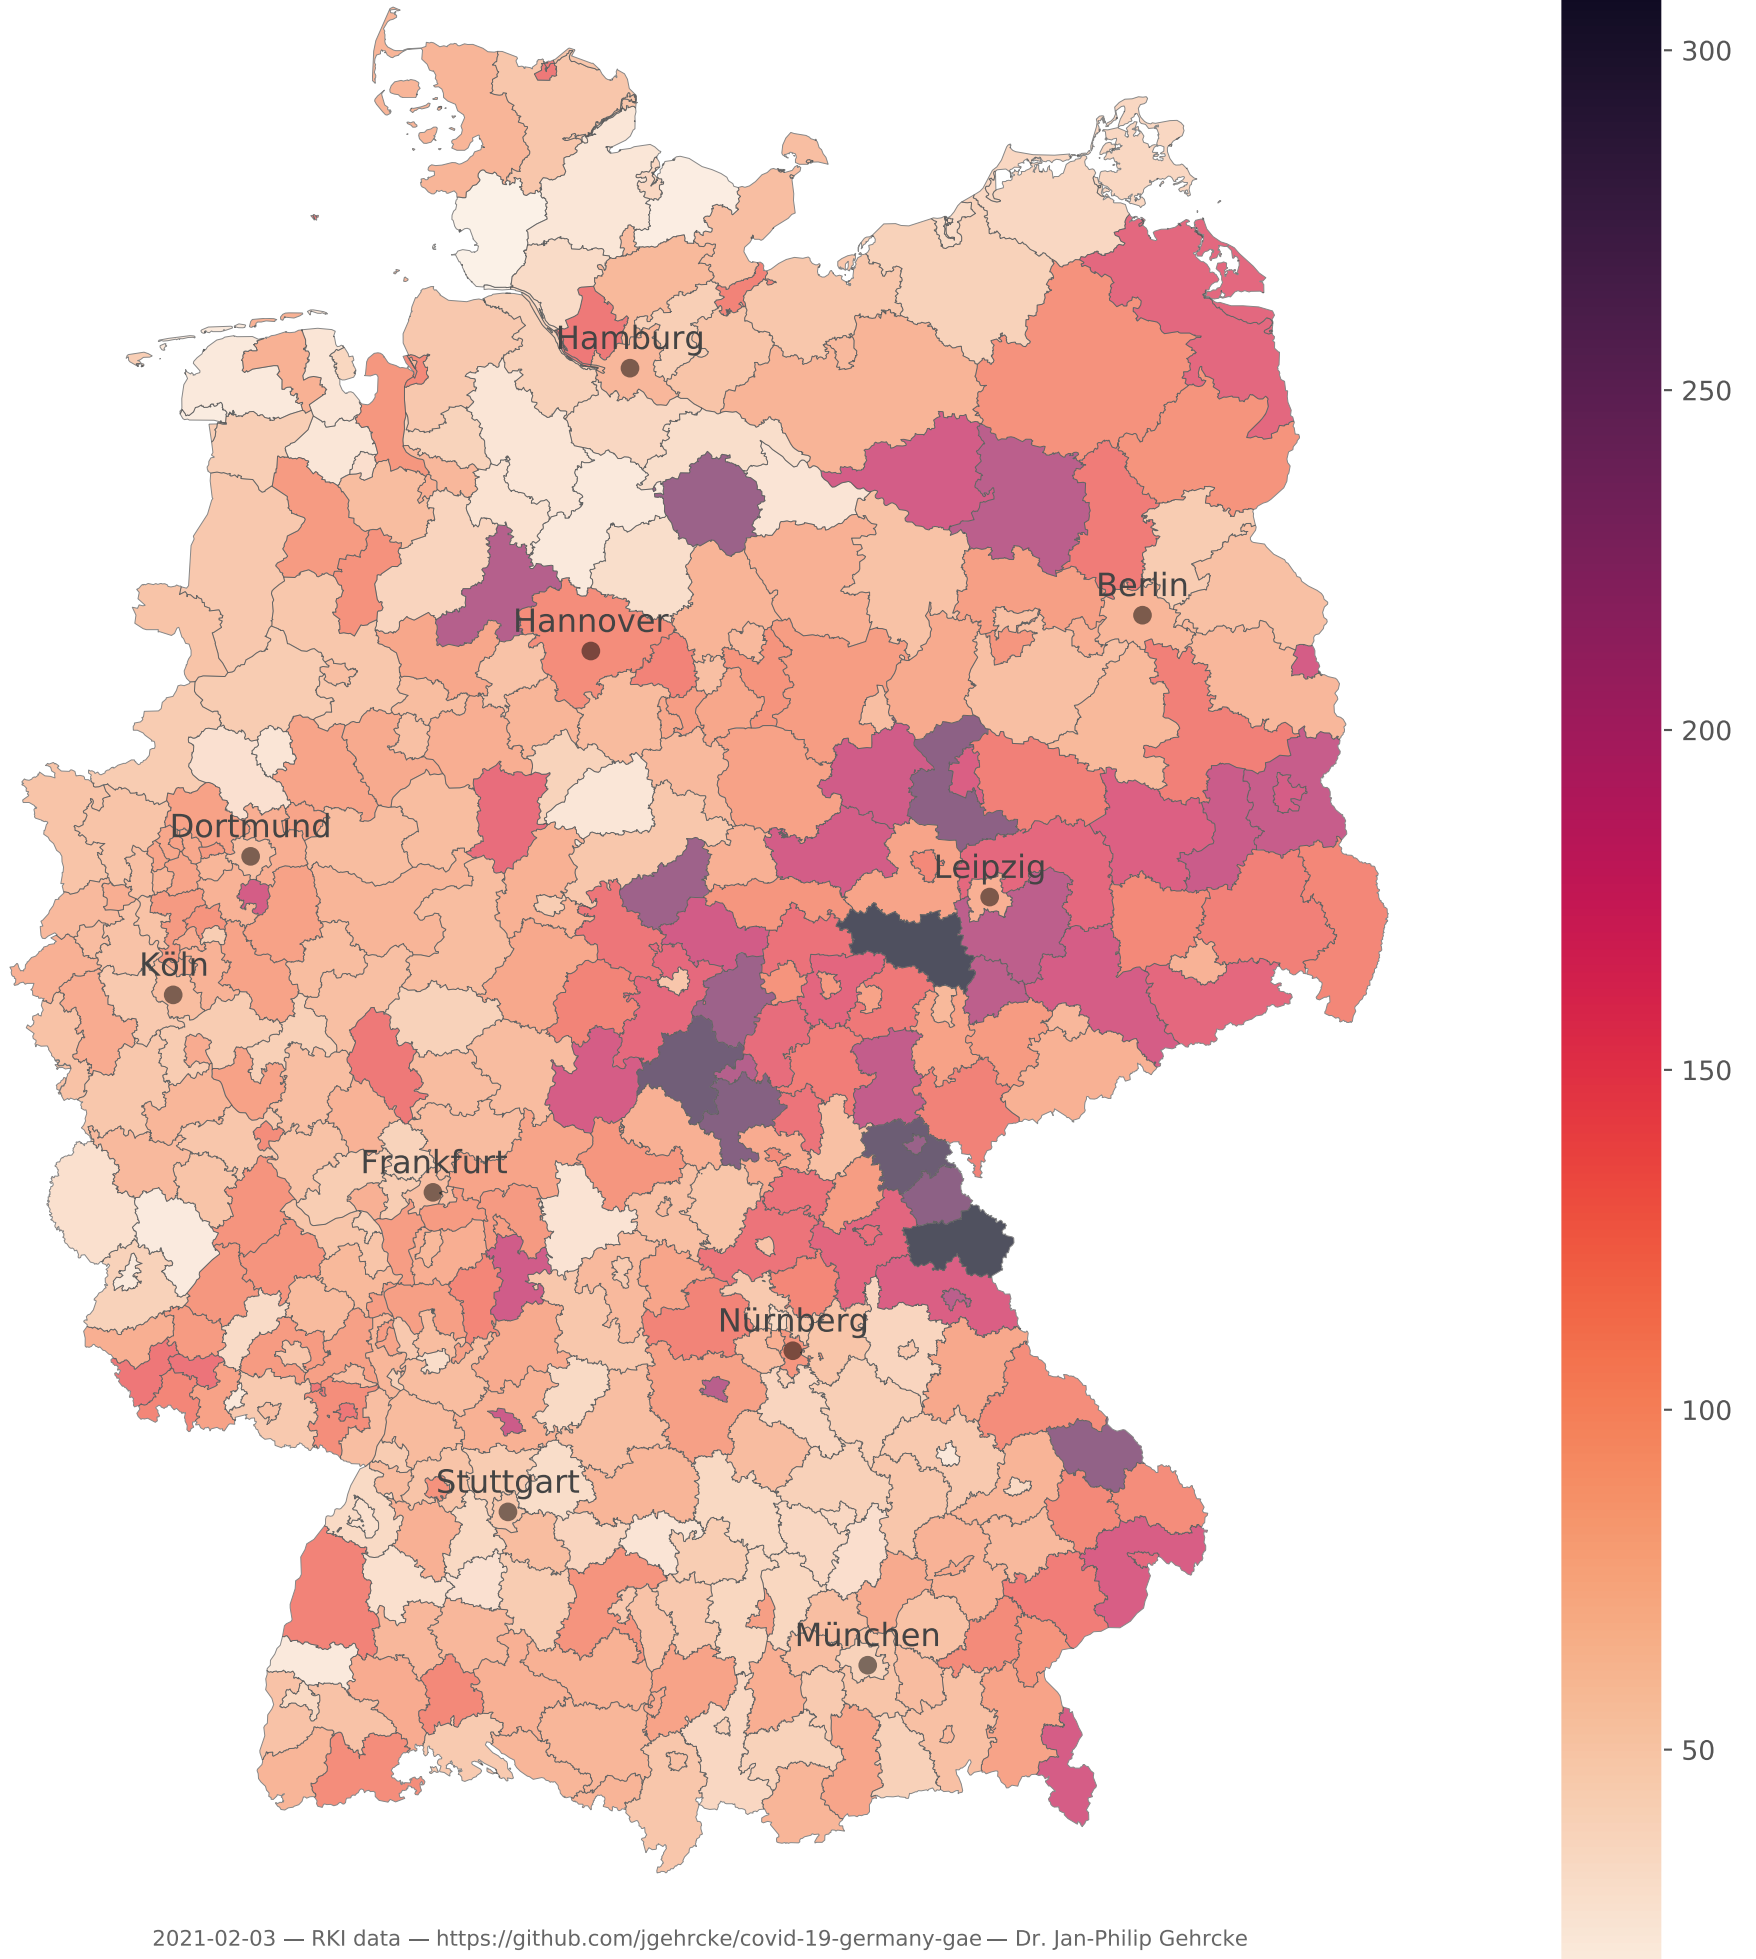 300
Hamburg
250
Berlin
Hannover
200
Dortmund
Leipzig
Köln
150
Frankfurt
Nürnberg
100
Stuttgart
München
50
2021-02-03 — RKI data — https://github.com/jgehrcke/covid-19-germany-gae — Dr. Jan-Philip Gehrcke